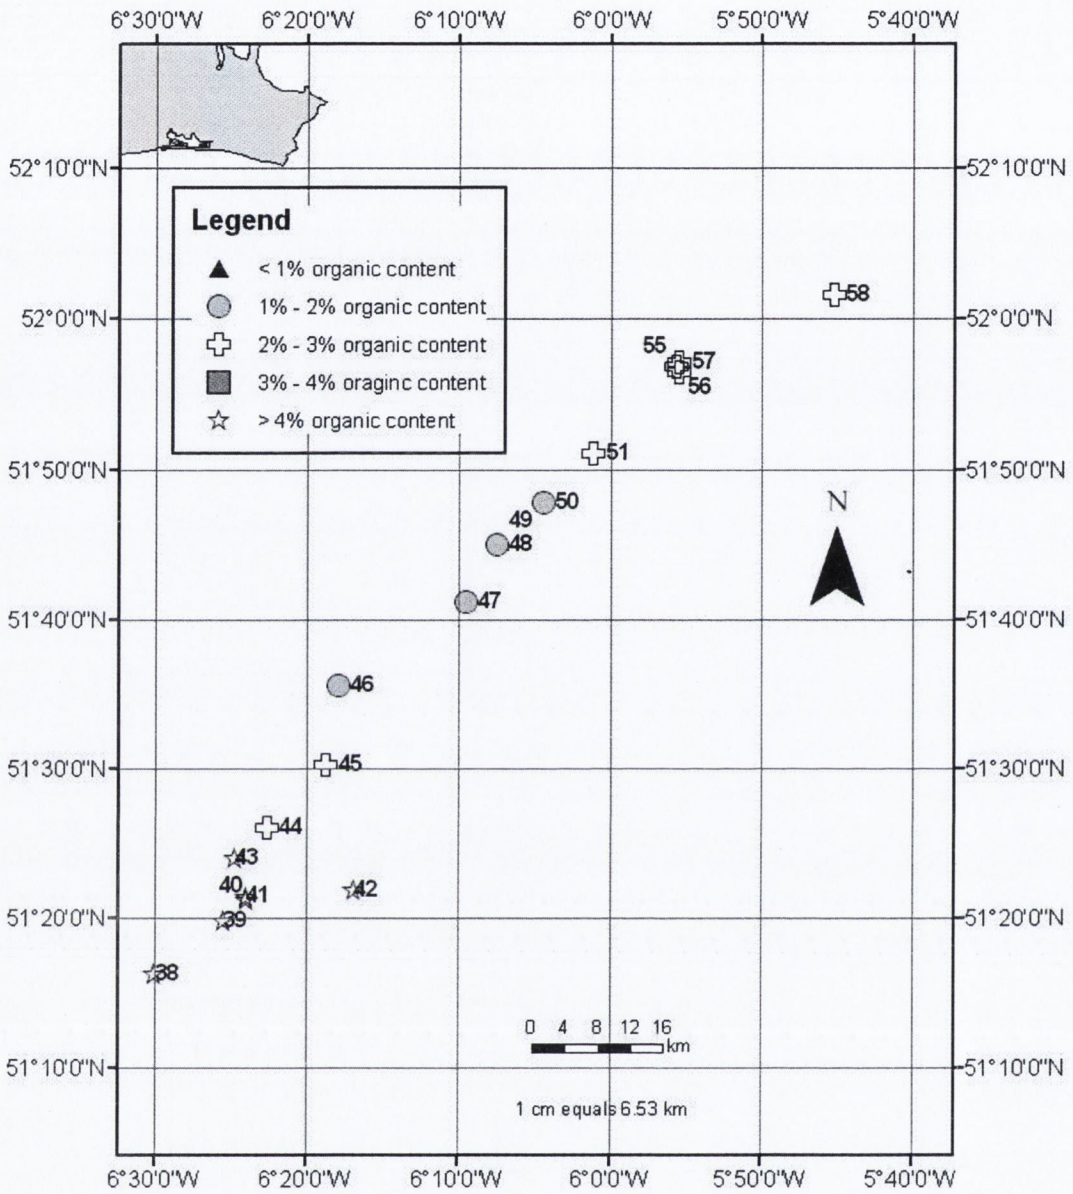 6°30'0"W 6°20'0"W 6°10'0"W 6°0'0"W 5°50'0"W 5°40'0"W
52°10'0"N 52°10'0"N
Legend
< 1% organic content
1% - 2% organic content
2% - 3% organic content
3% - 4% oraginc content
> 4% organic content
58
52°0'0"N 52°0'0"N
55 57
56
51
51°50'0"N 51°50'0"N
50
49
48
N
47
51°40'0"N 51°40'0"N
46
45
51°30'0"N 51°30'0"N
44
43
40 41 42
39
51°20'0"N 51°20'0"N
38
0 4 8 12 16
km
51°10'0"N 51°10'0"N
1 cm equals 6.53 km
6°30'0"W 6°20'0"W 6°10'0"W 6°0'0"W 5°50'0"W 5°40'0"W